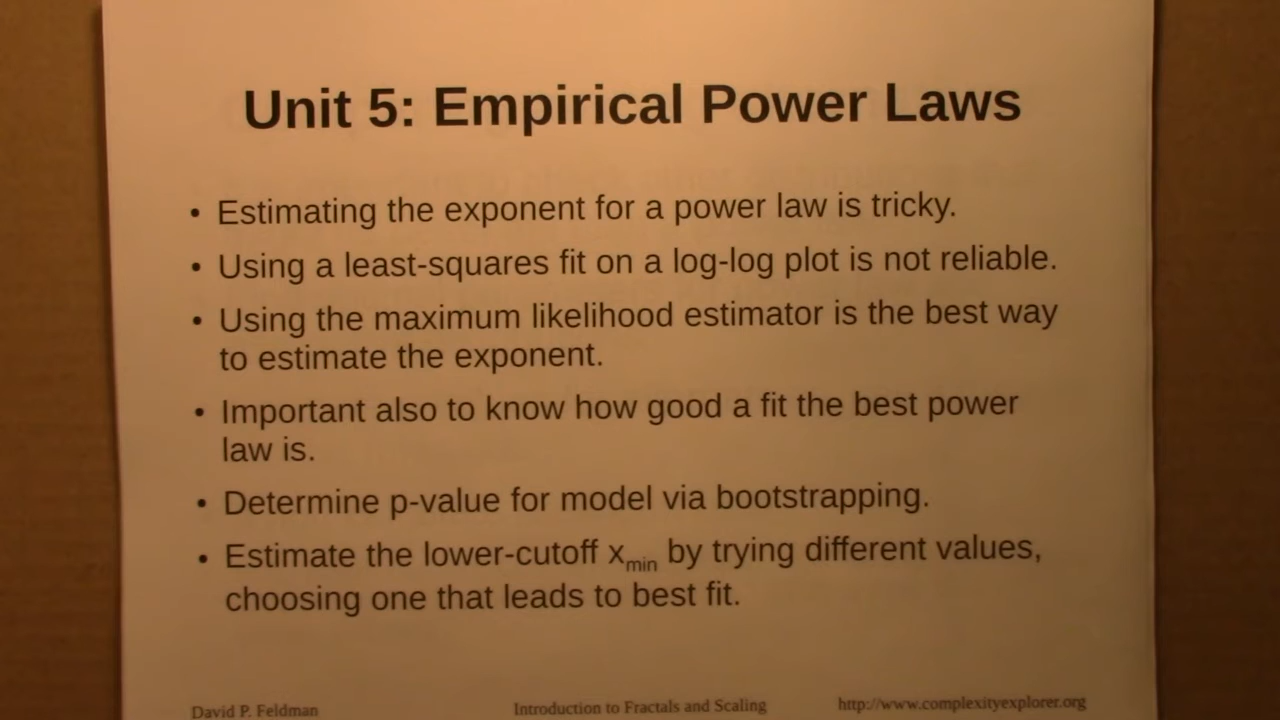 Unit 5: Empirical Power Laws
• Estimating the exponent for a power law is tricky.
• Using a least-squares fit on a log-log plot is not reliable.
• Using the maximum likelihood estimator is the best way
to estimate the exponent.
• Important also to know how good a fit the best power
law is.
• Determine p-value for model via bootstrapping.
• Estimate the lower-cutoff xmin by trying different values,
choosing one that leads to best fit.
David P. Feldman Introduction to Fractals and Scaling http://www.complexityexplorer.org